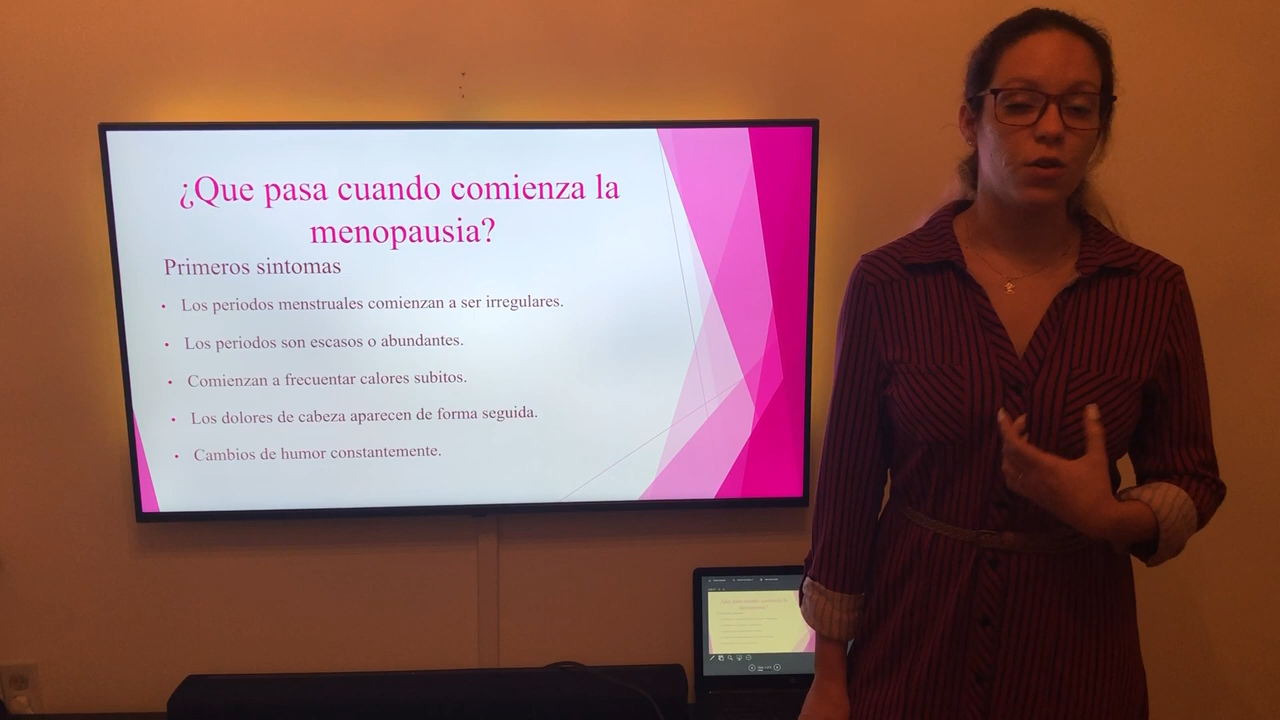 ¿Que pasa cuando comienza la
menopausia?
Primeros sintomas
• Los periodos menstruales comienzan a ser irregulares.
• Los periodos son escasos o abundantes.
• Comienzan a frecuentar calores subitos.
• Los dolores de cabeza aparecen de forma seguida.
• Cambios de humor constantemente.